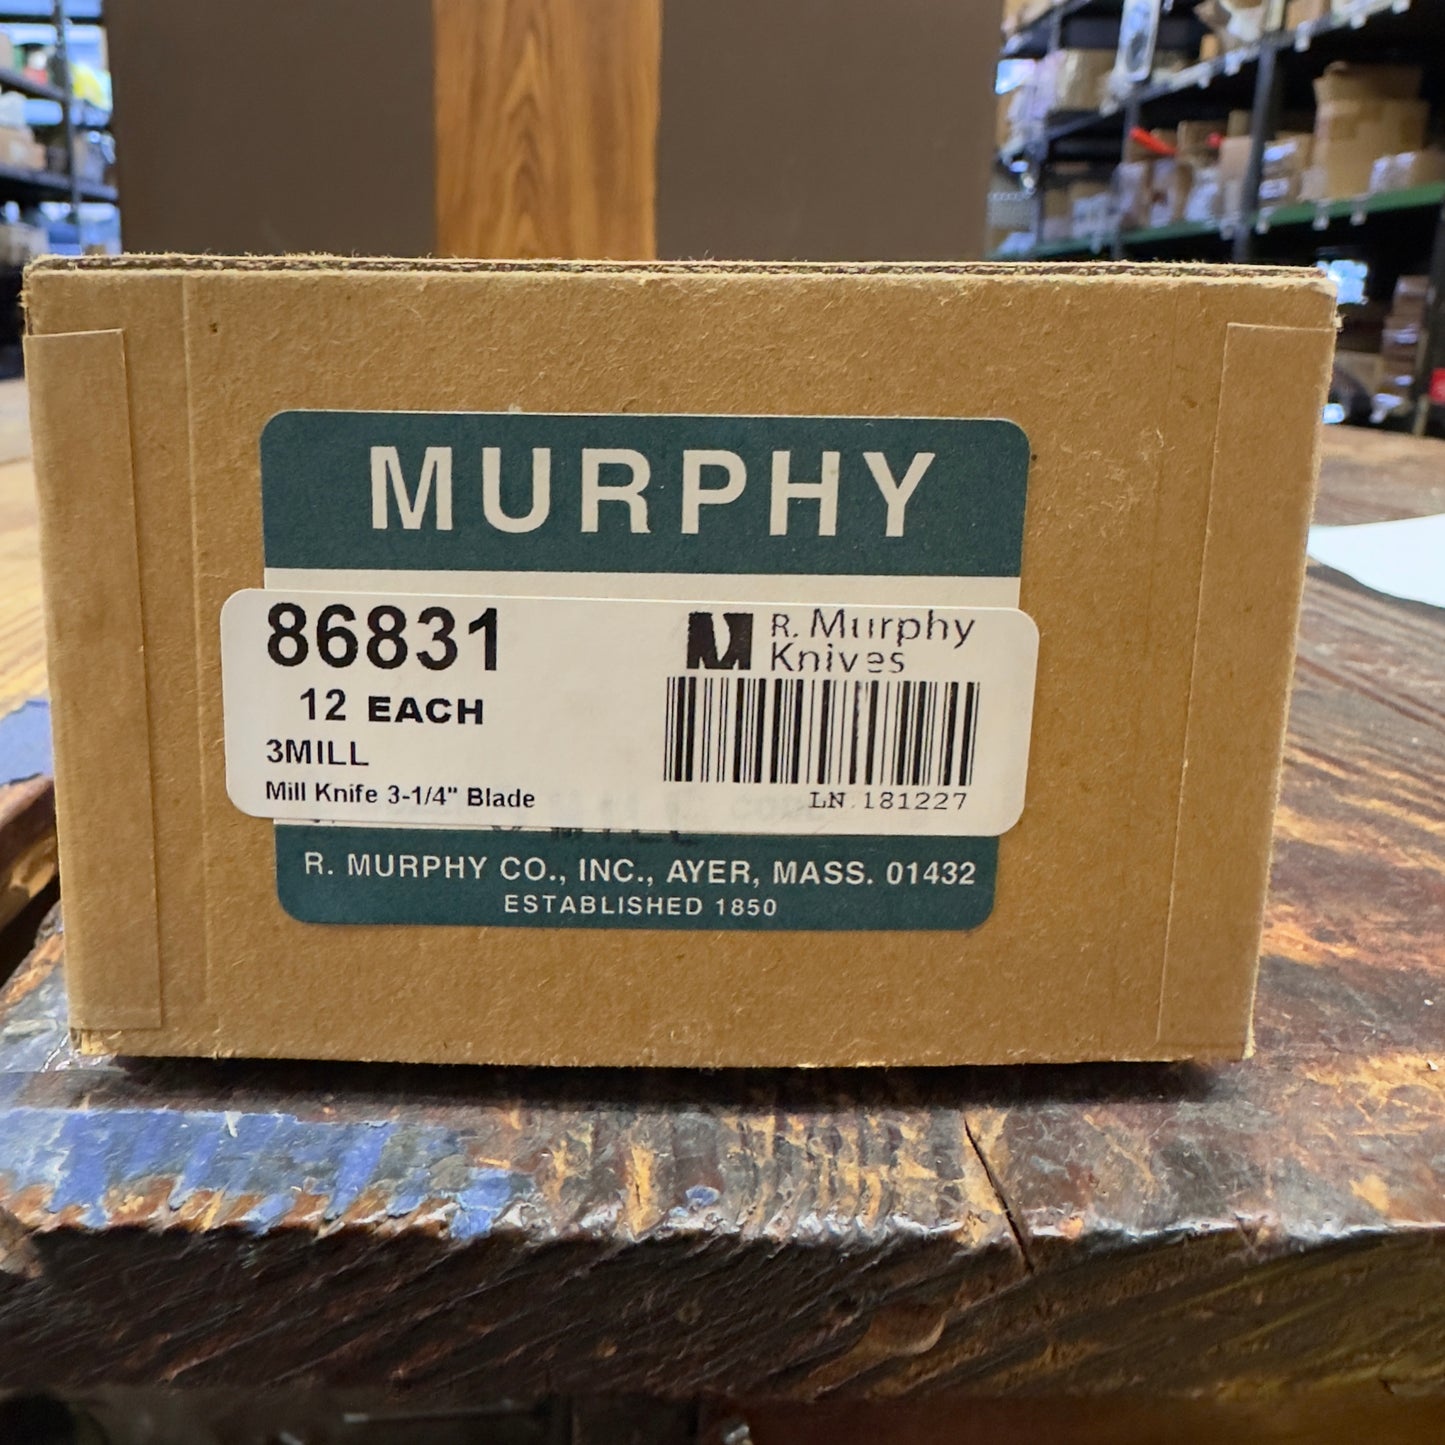 MURPHY
86831
12 EACH
3MILL
Mill Knife 3-1/4" Blade
R. Murphy
Knives
LN 181227
R. MURPHY CO., INC., AYER, MASS. 01432
ESTABLISHED 1850